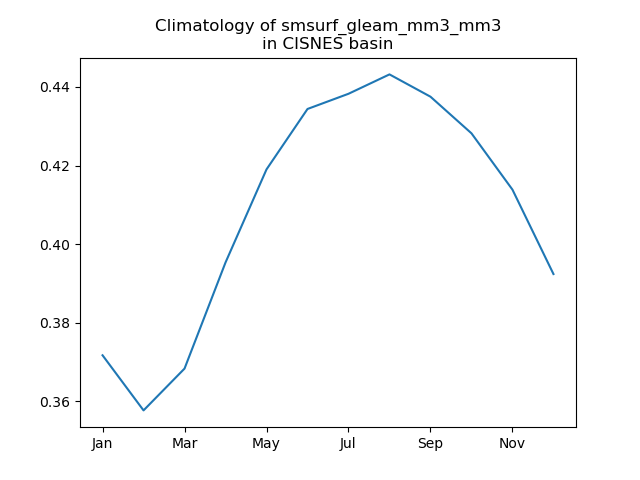 Climatology of smsurf_gleam_mm3_mm3
in CISNES basin
0.44
0.42
0.40
0.38
0.36
Jan Mar May Jul Sep Nov